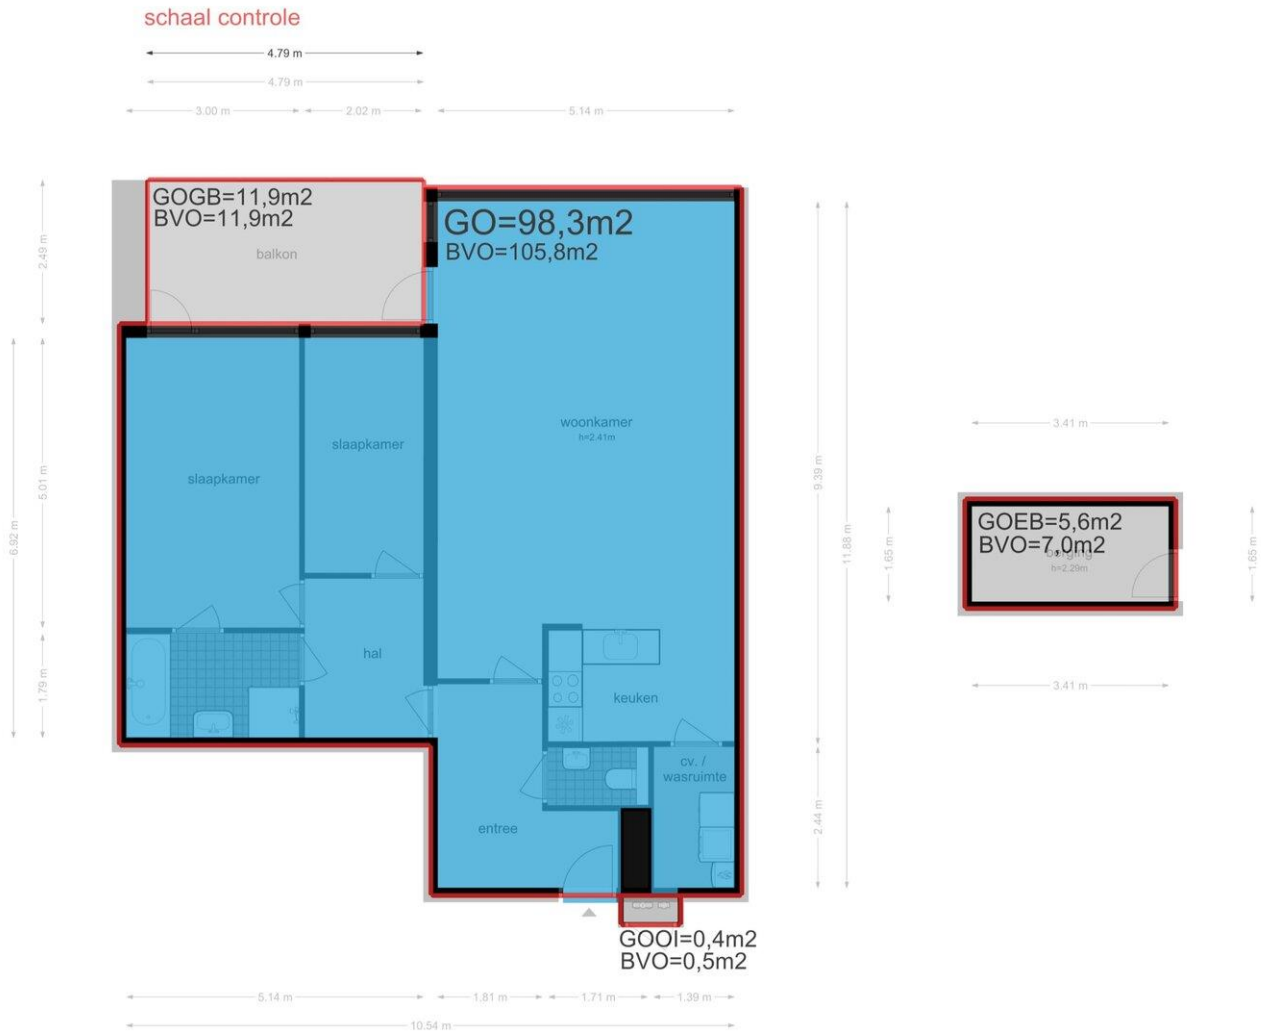 schaal controle
4.79 m
4.79 m
3.00 m
2.02 m
5.14 m
GOGB=11,9m2
BVO=11,9m2
balkon
GO=98,3m2
BVO=105,8m2
2.49 m
5.01 m
6.92 m
1.79 m
slaapkamer
slaapkamer
woonkamer
h=2.41m
hal
keuken
cv. /
wasruimte
entree
9.39 m
11.88 m
2.44 m
3.41 m
1.65 m
GOEB=5,6m2
BVO=7,0m2
berging
h=2.29m
1.65 m
3.41 m
GOOI=0,4m2
BVO=0,5m2
5.14 m
1.81 m
1.71 m
1.39 m
10.54 m